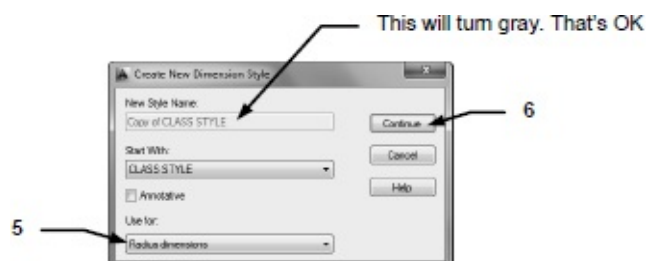 This will turn gray. That's OK
Create New Dimension Style
New Style Name:
Copy of CLASS STYLE
Continue
6
Start With:
CLASS STYLE
Cancel
Annotative
Help
Use for:
5
Radius dimensions